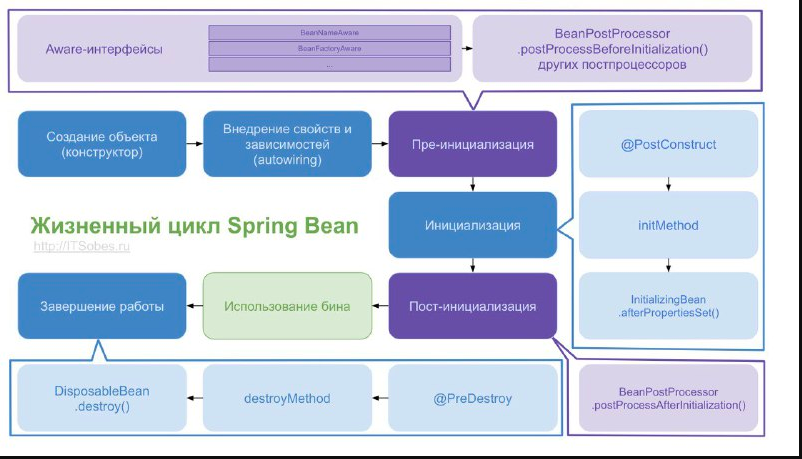 Aware-интерфейсы
BeanNameAware
BeanFactoryAware
...
BeanPostProcessor
.postProcessBeforeInitialization()
других постпроцессоров
Создание объекта
(конструктор)
Внедрение свойств и
зависимостей
(autowiring)
Пре-инициализация
@PostConstruct
Жизненный цикл Spring Bean
http://ITSobes.ru
Инициализация
initMethod
Завершение работы
Использование бина
Пост-инициализация
InitializingBean
.afterPropertiesSet()
DisposableBean
.destroy()
destroyMethod
@PreDestroy
BeanPostProcessor
.postProcessAfterInitialization()